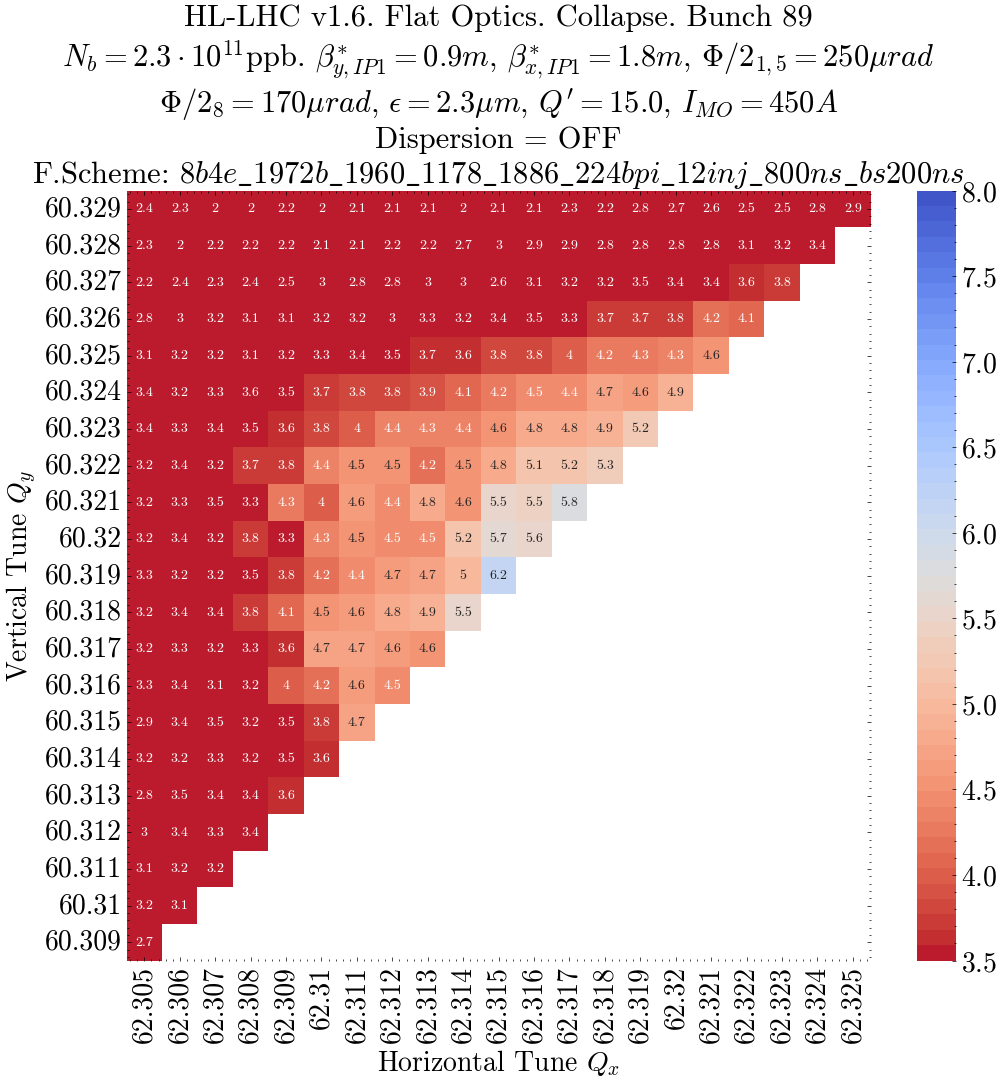 HL-LHC v1.6. Flat Optics. Collapse. Bunch 89
N_b = 2.3 · 10^11 ppb. β*_{y, IP1} = 0.9m, β*_{x, IP1} = 1.8m, Φ/2_{1,5} = 250μrad
Φ/2_8 = 170μrad, ϵ = 2.3μm, Q′ = 15.0, I_MO = 450A
Dispersion = OFF
F.Scheme: 8b4e_1972b_1960_1178_1886_224bpi_12inj_800ns_bs200ns
60.329 2.4 2.3 2 2 2.2 2 2.1 2.1 2.1 2 2.1 2.1 2.3 2.2 2.8 2.7 2.6 2.5 2.5 2.8 2.9
60.328 2.3 2 2.2 2.2 2.2 2.1 2.1 2.2 2.2 2.7 3 2.9 2.9 2.8 2.8 2.8 2.8 3.1 3.2 3.4
60.327 2.2 2.4 2.3 2.4 2.5 3 2.8 2.8 3 3 2.6 3.1 3.2 3.2 3.5 3.4 3.4 3.6 3.8
60.326 2.8 3 3.2 3.1 3.1 3.2 3.2 3 3.3 3.2 3.4 3.5 3.3 3.7 3.7 3.8 4.2 4.1
60.325 3.1 3.2 3.2 3.1 3.2 3.3 3.4 3.5 3.7 3.6 3.8 3.8 4 4.2 4.3 4.3 4.6
60.324 3.4 3.2 3.3 3.6 3.5 3.7 3.8 3.8 3.9 4.1 4.2 4.5 4.4 4.7 4.6 4.9
60.323 3.4 3.3 3.4 3.5 3.6 3.8 4 4.4 4.3 4.4 4.6 4.8 4.8 4.9 5.2
60.322 3.2 3.4 3.2 3.7 3.8 4.4 4.5 4.5 4.2 4.5 4.8 5.1 5.2 5.3
60.321 3.2 3.3 3.5 3.3 4.3 4 4.6 4.4 4.8 4.6 5.5 5.5 5.8
60.32 3.2 3.4 3.2 3.8 3.3 4.3 4.5 4.5 4.5 5.2 5.7 5.6
60.319 3.3 3.2 3.2 3.5 3.8 4.2 4.4 4.7 4.7 5 6.2
60.318 3.2 3.4 3.4 3.8 4.1 4.5 4.6 4.8 4.9 5.5
60.317 3.2 3.3 3.2 3.3 3.6 4.7 4.7 4.6 4.6
60.316 3.3 3.4 3.1 3.2 4 4.2 4.6 4.5
60.315 2.9 3.4 3.5 3.2 3.5 3.8 4.7
60.314 3.2 3.2 3.3 3.2 3.5 3.6
60.313 2.8 3.5 3.4 3.4 3.6
60.312 3 3.4 3.3 3.4
60.311 3.1 3.2 3.2
60.31 3.2 3.1
60.309 2.7
Vertical Tune Q_y
62.305 62.306 62.307 62.308 62.309 62.31 62.311 62.312 62.313 62.314 62.315 62.316 62.317 62.318 62.319 62.32 62.321 62.322 62.323 62.324 62.325
Horizontal Tune Q_x
8.0
7.5
7.0
6.5
6.0
5.5
5.0
4.5
4.0
3.5